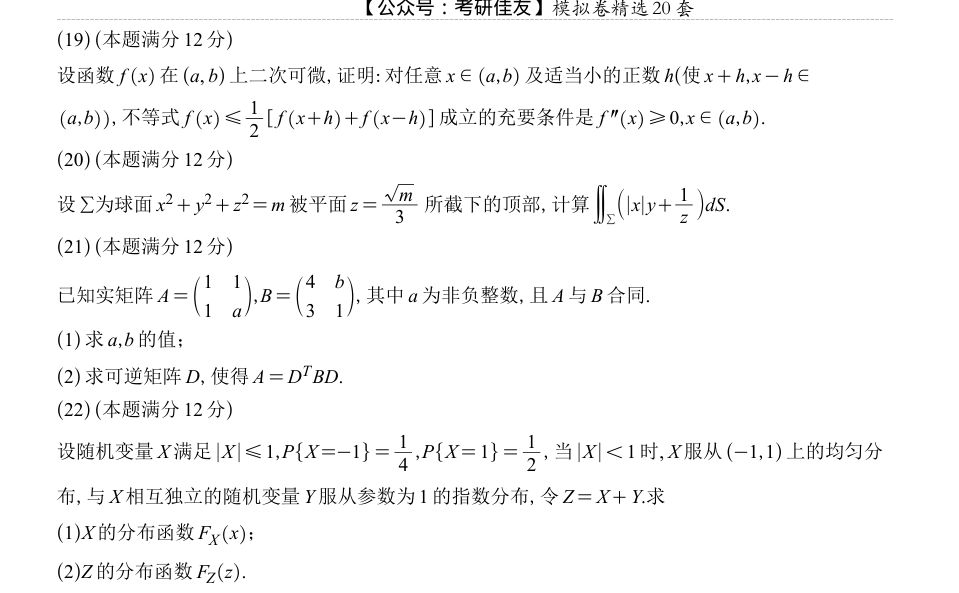 【公众号:考研佳友】模拟卷精选 20 套
(19) (本题满分 12 分)
设函数 f(x) 在 (a,b) 上二次可微, 证明: 对任意 x∈(a,b) 及适当小的正数 h(使 x+h,x−h∈
(a,b)), 不等式 f(x)≤1/2[f(x+h)+f(x−h)] 成立的充要条件是 f″(x)≥0,x∈(a,b).
(20) (本题满分 12 分)
设 Σ为球面 x²+y²+z²=m 被平面 z=√m/3 所截下的顶部, 计算 ∬_Σ(|x|y+1/z)dS.
(21) (本题满分 12 分)
已知实矩阵 A=(1 1; 1 a),B=(4 b; 3 1), 其中 a 为非负整数, 且 A 与 B 合同.
(1) 求 a,b 的值;
(2) 求可逆矩阵 D, 使得 A=DᵀBD.
(22) (本题满分 12 分)
设随机变量 X 满足 |X|≤1,P{X=−1}=1/4,P{X=1}=1/2, 当 |X|<1 时, X 服从 (−1,1) 上的均匀分
布, 与 X 相互独立的随机变量 Y 服从参数为 1 的指数分布, 令 Z=X+Y.求
(1)X 的分布函数 F_X(x);
(2)Z 的分布函数 F_Z(z).